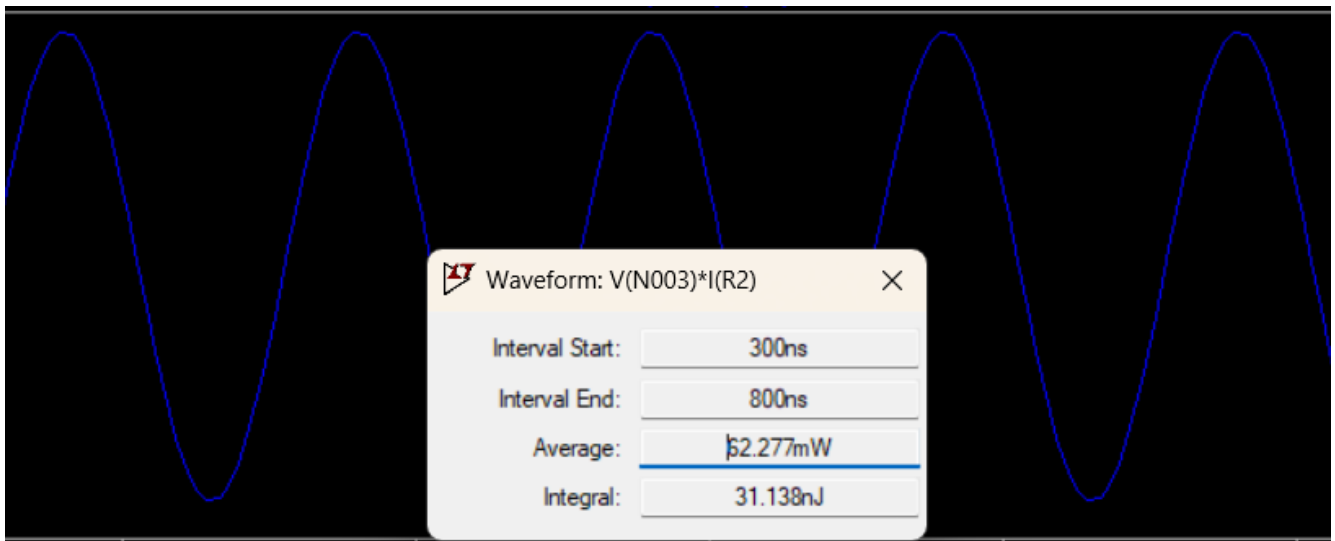 Waveform: V(N003)*I(R2)
Interval Start: 300ns
Interval End: 800ns
Average: 62.277mW
Integral: 31.138nJ